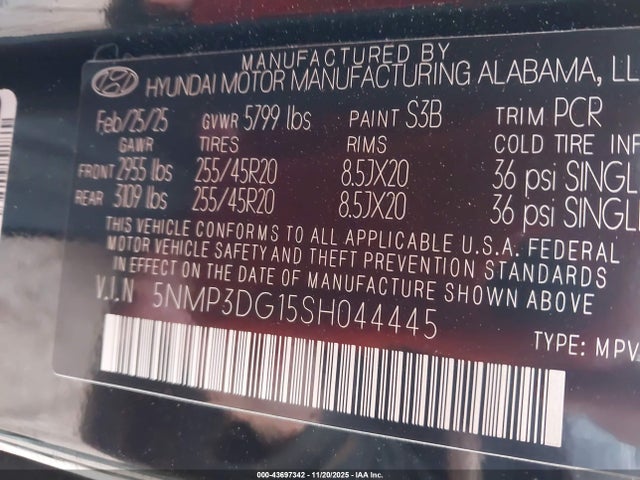 MANUFACTURED BY
HYUNDAI MOTOR MANUFACTURING ALABAMA, LL
Feb/25/25 GVWR 5799 lbs PAINT S3B TRIM PCR
GAWR TIRES RIMS COLD TIRE INF
FRONT 2955 lbs 255/45R20 8.5JX20 36 psi SINGL
REAR 3109 lbs 255/45R20 8.5JX20 36 psi SINGL
THIS VEHICLE CONFORMS TO ALL APPLICABLE U.S.A. FEDERAL
MOTOR VEHICLE SAFETY AND THEFT PREVENTION STANDARDS
IN EFFECT ON THE DATE OF MANUFACTURE SHOWN ABOVE
V.I.N 5NMP3DG15SH044445
TYPE: MPV
000-43697342 - 11/20/2025 - IAA Inc.